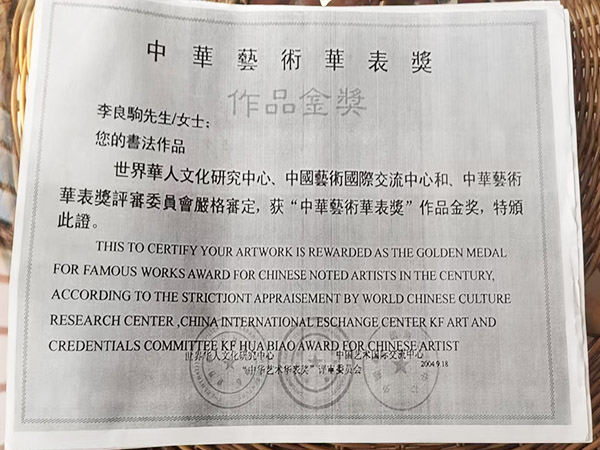 中華藝術華表獎
作品金獎
李良駒先生/女士:
您的書法作品
世界華人文化研究中心、中國藝術國際交流中心和、中華藝術
華表獎評審委員會嚴格審定，获“中華藝術華表獎”作品金奖，特頒
此證。
THIS TO CERTIFY YOUR ARTWORK IS REWARDED AS THE GOLDEN MEDAL
FOR FAMOUS WORKS AWARD FOR CHINESE NOTED ARTISTS IN THE CENTURY,
ACCORDING TO THE STRICTJONT APPRAISEMENT BY WORLD CHINESE CULTURE
RESEARCH CENTER ,CHINA INTERNATIONAL ESCHANGE CENTER KF ART AND
CREDENTIALS COMMITTEE KF HUA BIAO AWARD FOR CHINESE ARTIST
世界华人文化研究中心 中国艺术国际交流中心
“中华艺术华表奖”评审委员会 2004.9.18